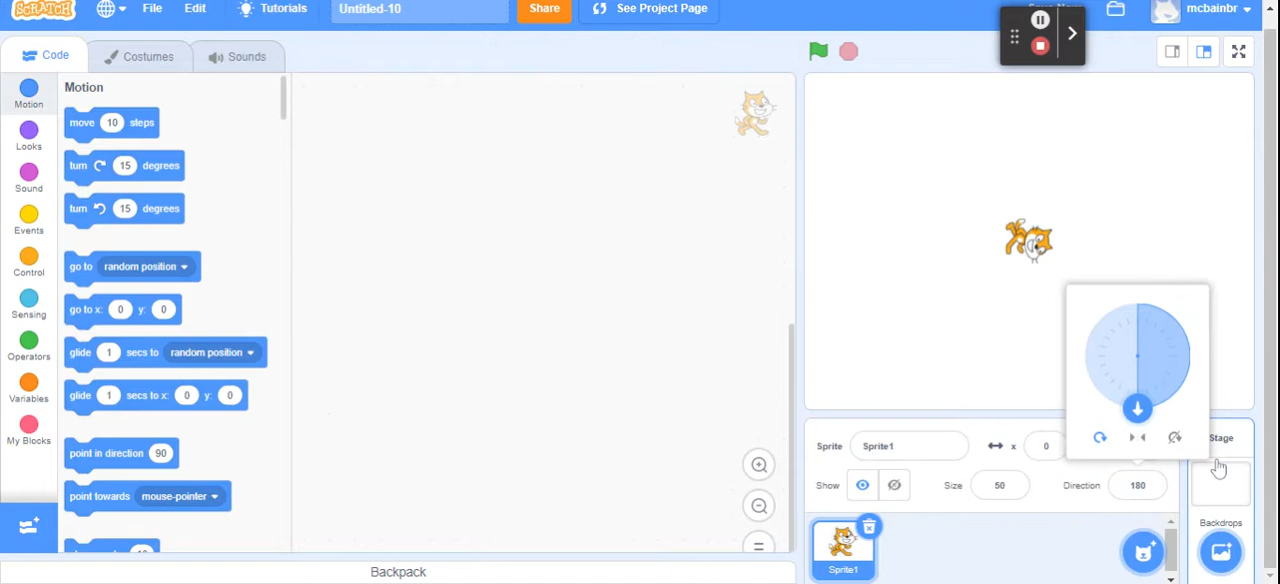 SCRATCH File Edit Tutorials Untitled-10 Share See Project Page mcbainbr
Code Costumes Sounds
Motion
Looks
Sound
Events
Control
Sensing
Operators
Variables
My Blocks
Motion
move 10 steps
turn 15 degrees
turn 15 degrees
go to random position
go to x: 0 y: 0
glide 1 secs to random position
glide 1 secs to x: 0 y: 0
point in direction 90
point towards mouse-pointer
Sprite Sprite1 x 0
Show Size 50 Direction 180
Sprite1
Stage
Backdrops
Backpack